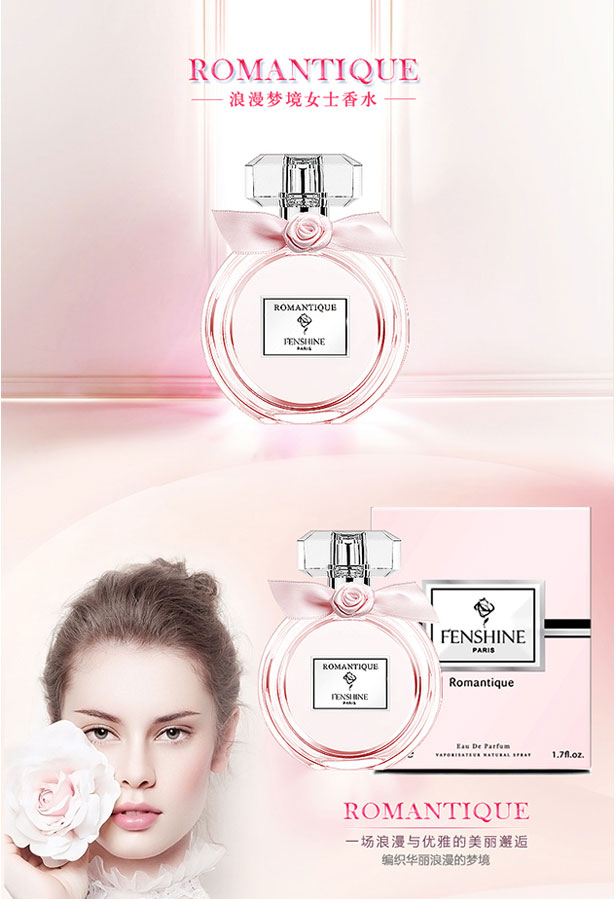 ROMANTIQUE
浪漫梦境女士香水
ROMANTIQUE
FENSHINE
PARIS
FENSHINE
PARIS
Romantique
ROMANTIQUE
FENSHINE
PARIS
Eau De Parfum
VAPORISATEUR NATURAL SPRAY
1.7fl.oz.
ROMANTIQUE
一场浪漫与优雅的美丽邂逅
编织华丽浪漫的梦境